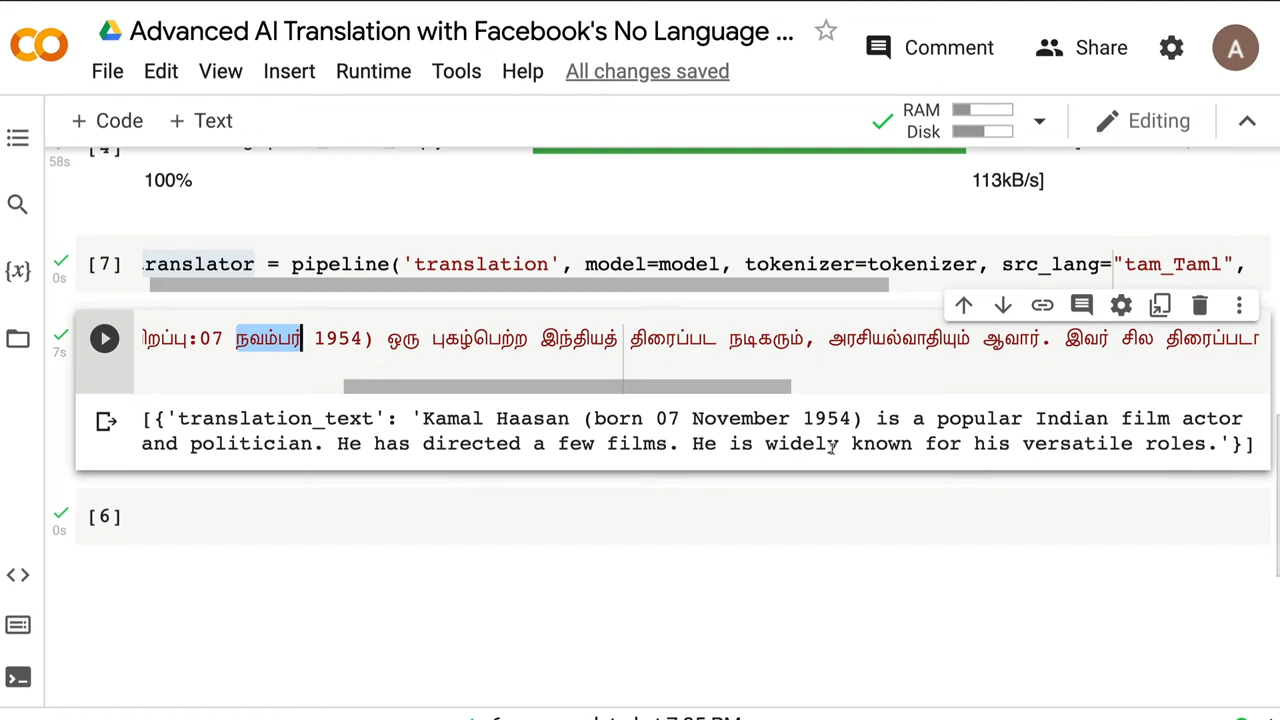 Advanced AI Translation with Facebook's No Language ...
Comment
Share
A
File Edit View Insert Runtime Tools Help All changes saved
+ Code + Text
RAM
Disk
Editing
[4]
58s
100%
113kB/s]
[7]
0s
ranslator = pipeline('translation', model=model, tokenizer=tokenizer, src_lang="tam_Taml",
7s
றப்பு:07 நவம்பர் 1954) ஒரு புகழ்பெற்ற இந்தியத் திரைப்பட நடிகரும், அரசியல்வாதியும் ஆவார். இவர் சில
[{'translation_text': 'Kamal Haasan (born 07 November 1954) is a popular Indian film actor
and politician. He has directed a few films. He is widely known for his versatile roles.'}]
[6]
0s
{x}